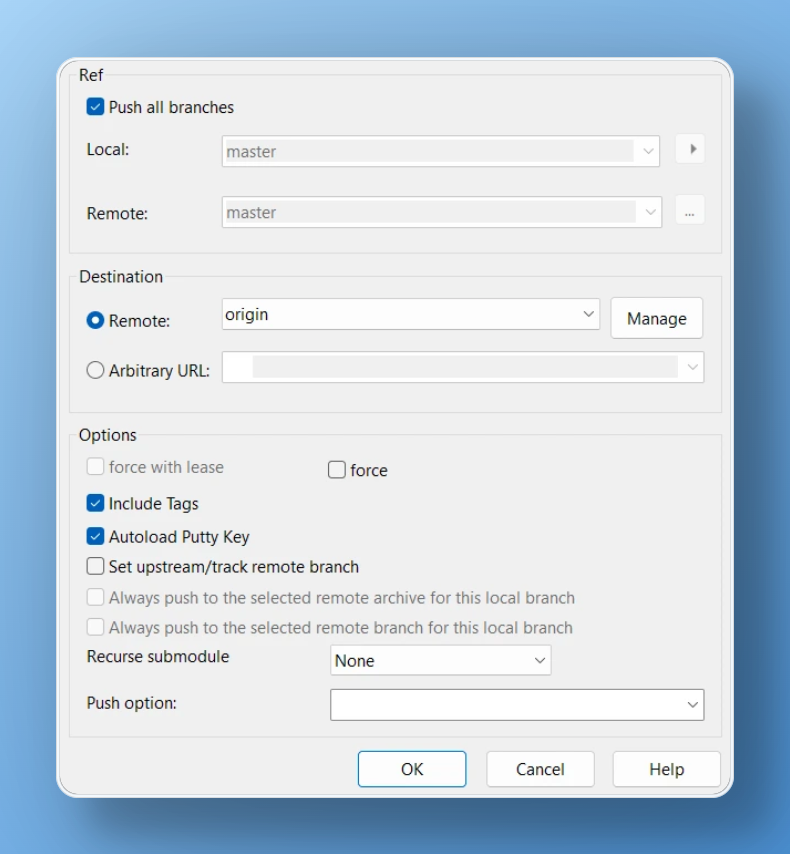 Ref
Push all branches
Local: master
Remote: master ...
Destination
Remote: origin Manage
Arbitrary URL:
Options
force with lease force
Include Tags
Autoload Putty Key
Set upstream/track remote branch
Always push to the selected remote archive for this local branch
Always push to the selected remote branch for this local branch
Recurse submodule None
Push option:
OK Cancel Help